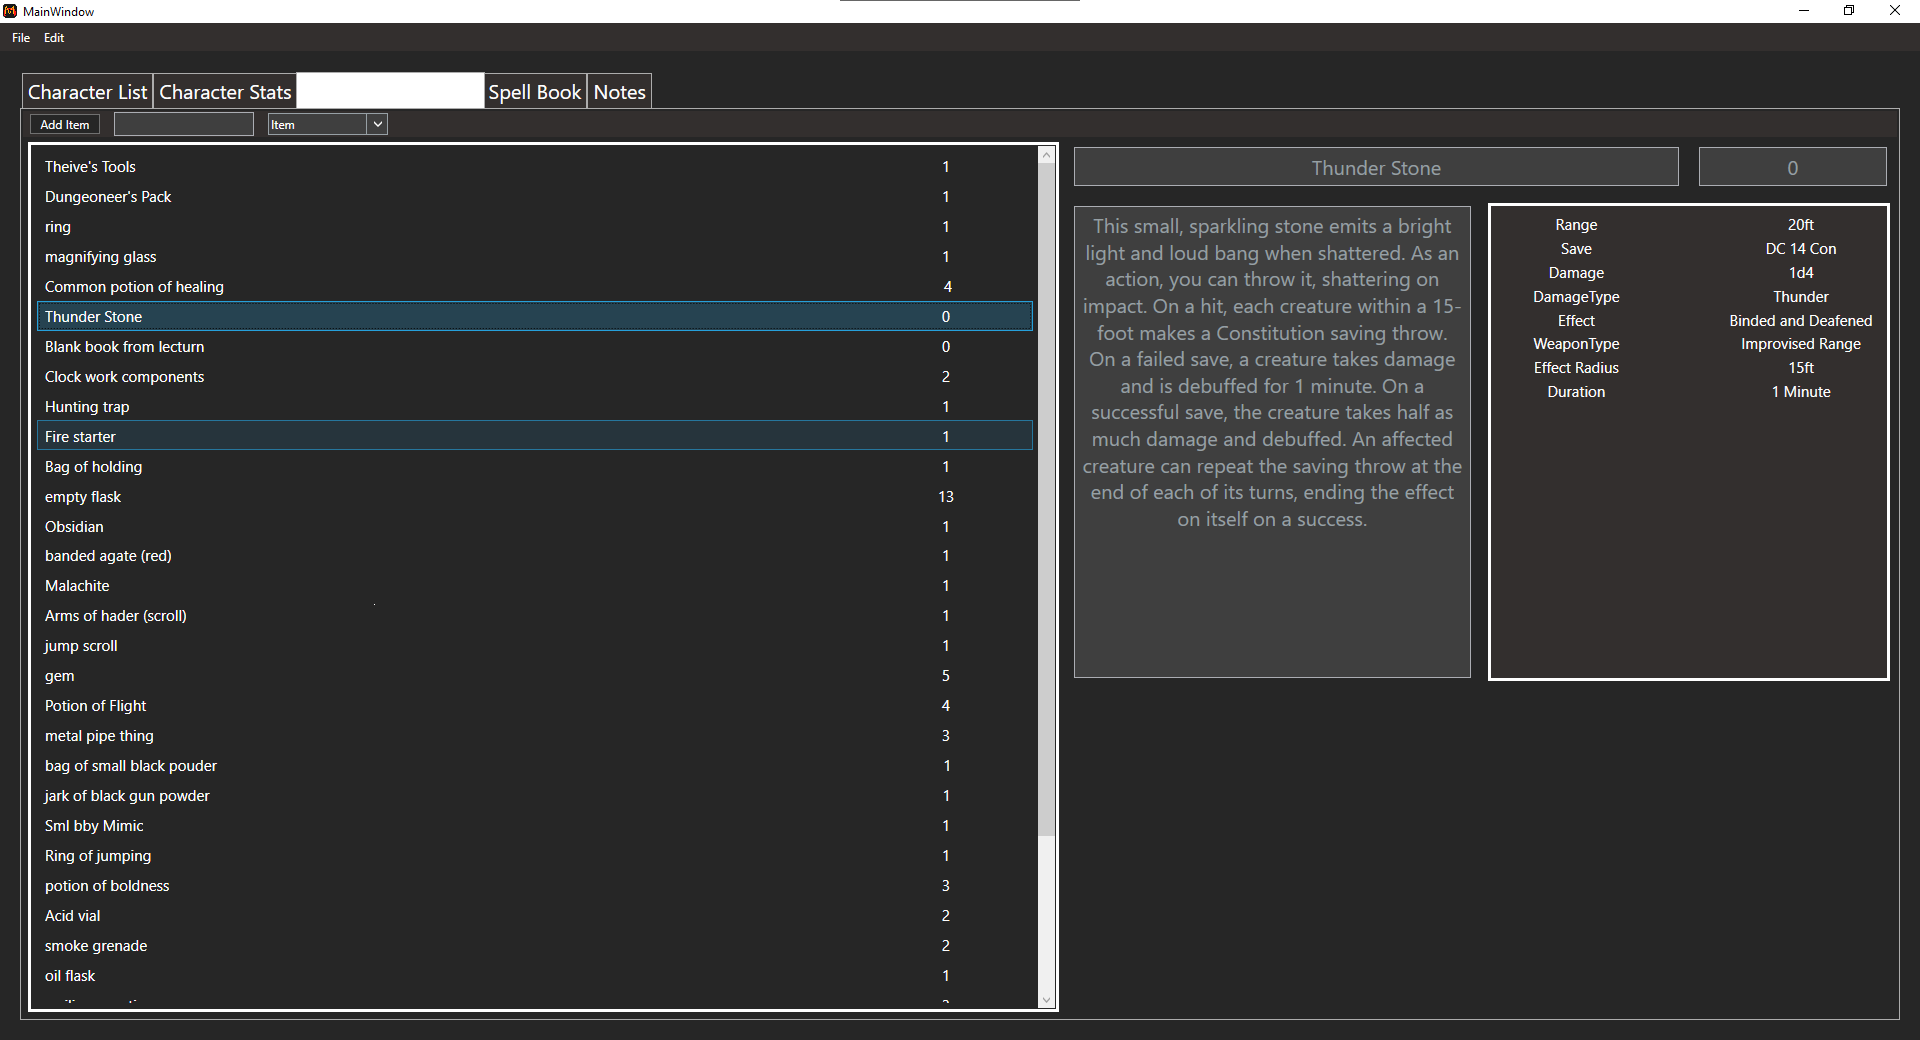 MainWindow
File Edit
Character List Character Stats Spell Book Notes
Add Item Item
Theive's Tools 1
Dungeoneer's Pack 1
ring 1
magnifying glass 1
Common potion of healing 4
Thunder Stone 0
Blank book from lecturn 0
Clock work components 2
Hunting trap 1
Fire starter 1
Bag of holding 1
empty flask 13
Obsidian 1
banded agate (red) 1
Malachite 1
Arms of hader (scroll) 1
jump scroll 1
gem 5
Potion of Flight 4
metal pipe thing 3
bag of small black pouder 1
jark of black gun powder 1
Sml bby Mimic 1
Ring of jumping 1
potion of boldness 3
Acid vial 2
smoke grenade 2
oil flask 1
Thunder Stone 0
This small, sparkling stone emits a bright
light and loud bang when shattered. As an
action, you can throw it, shattering on
impact. On a hit, each creature within a 15-
foot makes a Constitution saving throw.
On a failed save, a creature takes damage
and is debuffed for 1 minute. On a
successful save, the creature takes half as
much damage and debuffed. An affected
creature can repeat the saving throw at the
end of each of its turns, ending the effect
on itself on a success.
Range 20ft
Save DC 14 Con
Damage 1d4
DamageType Thunder
Effect Binded and Deafened
WeaponType Improvised Range
Effect Radius 15ft
Duration 1 Minute